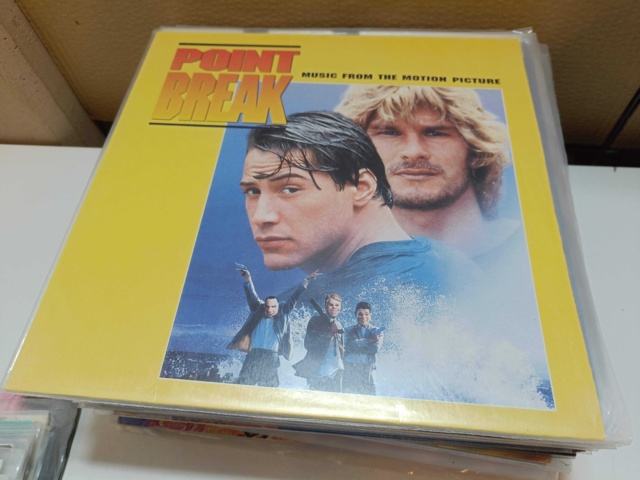 POINT
BREAK
MUSIC FROM THE MOTION PICTURE